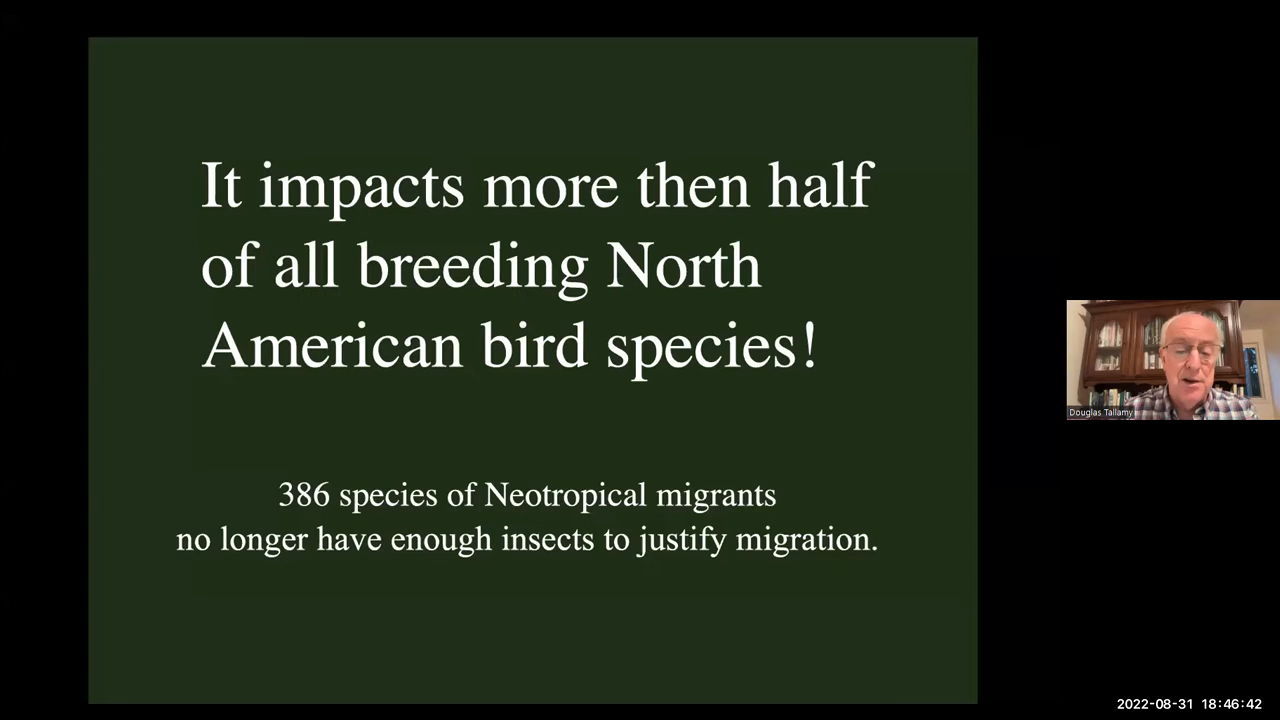 It impacts more then half
of all breeding North
American bird species!
386 species of Neotropical migrants
no longer have enough insects to justify migration.
Douglas Tallamy
2022-08-31 18:46:42